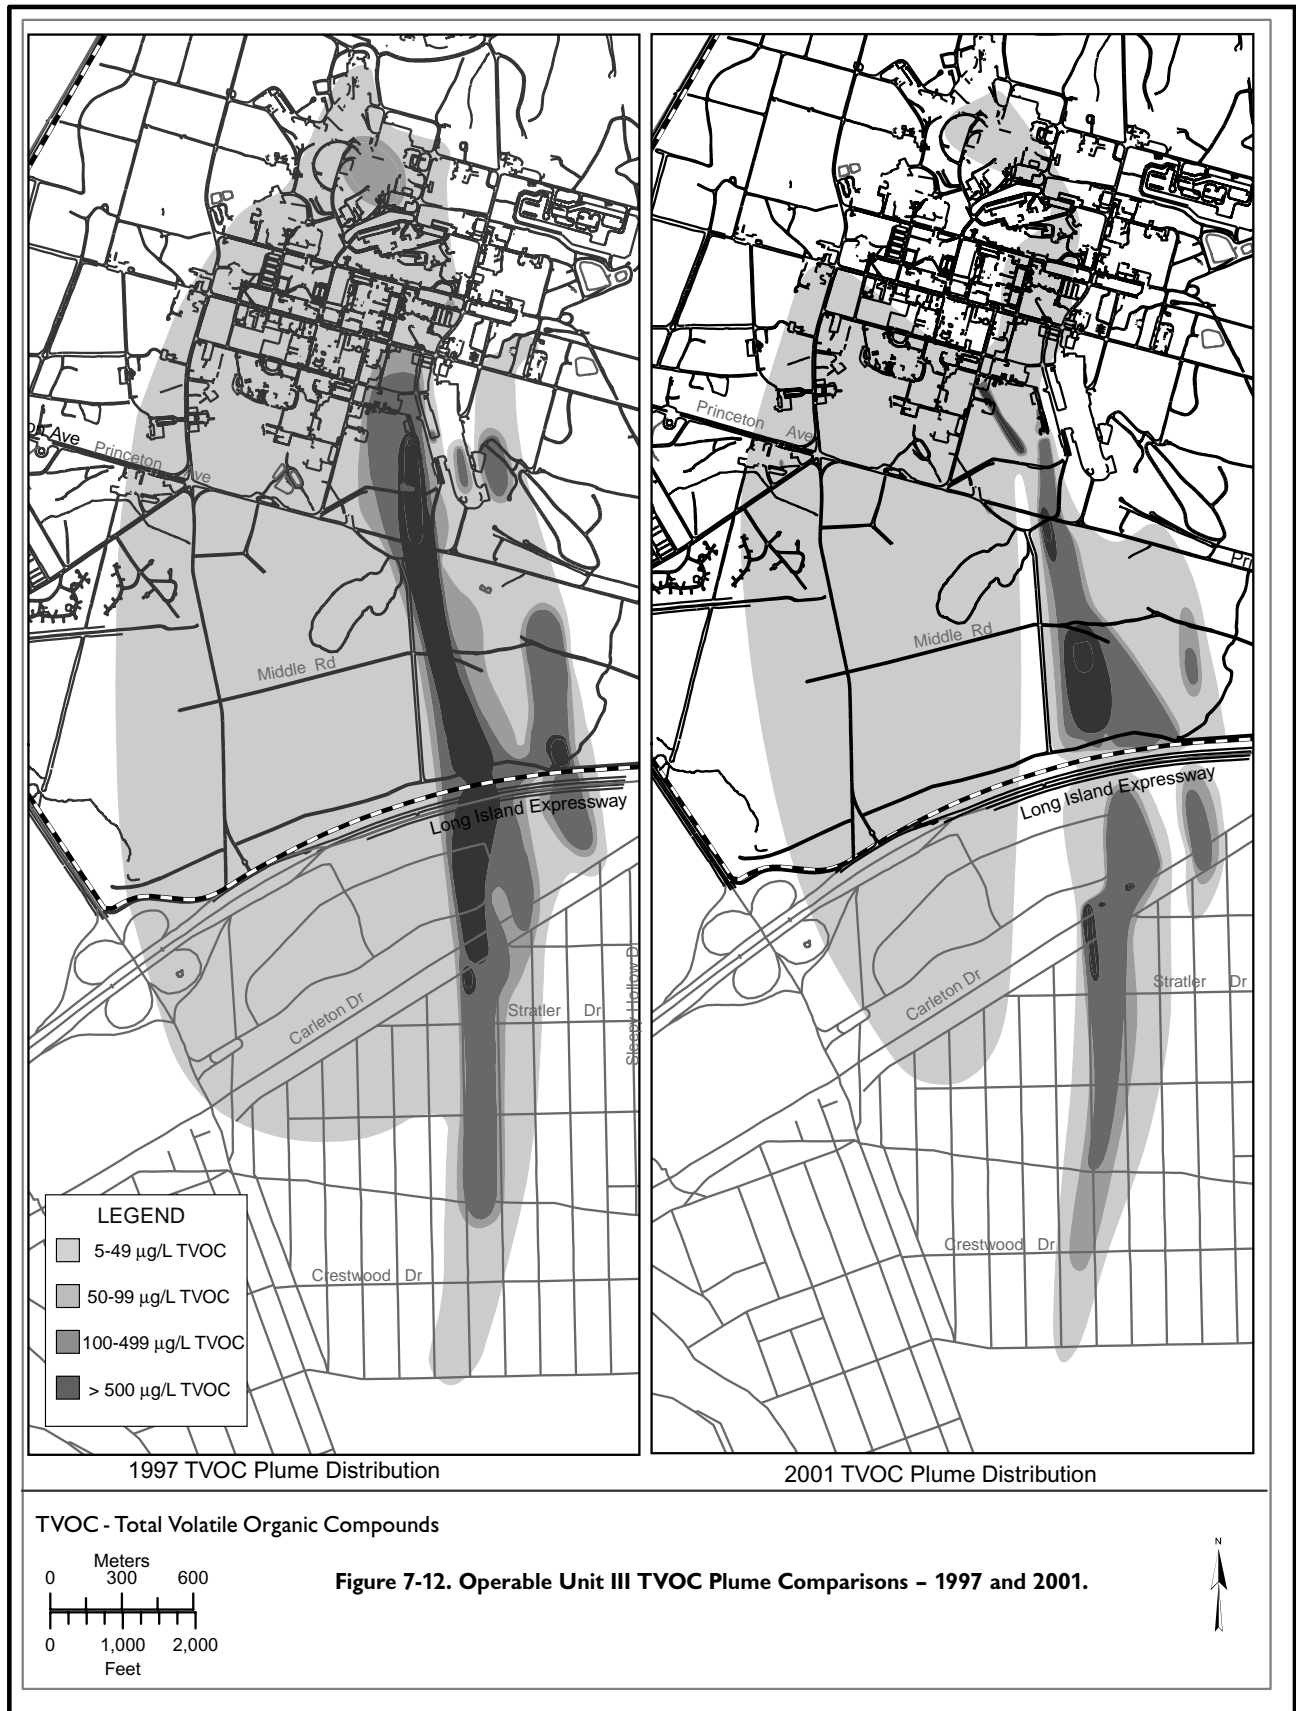 on Ave
Princeton Ave
Middle Rd
Long Island Expressway
Carleton Dr
Stratler Dr
Sleepy Hollow D
Crestwood Dr
LEGEND
5-49 µg/L TVOC
50-99 µg/L TVOC
100-499 µg/L TVOC
> 500 µg/L TVOC
1997 TVOC Plume Distribution
Princeton Ave
Pri
Middle Rd
Long Island Expressway
Carleton Dr
Stratler Dr
Crestwood Dr
2001 TVOC Plume Distribution
TVOC - Total Volatile Organic Compounds
Meters
0 300 600
0 1,000 2,000
Feet
Figure 7-12. Operable Unit III TVOC Plume Comparisons – 1997 and 2001.
N